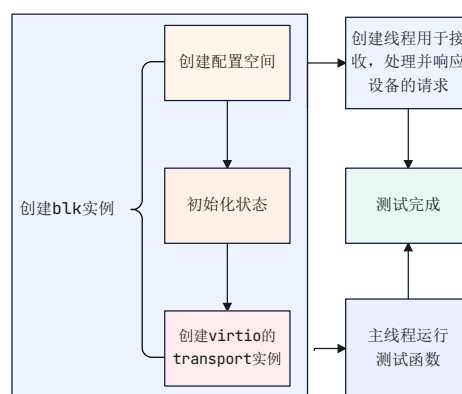 创建配置空间
创建线程用于接
收，处理并响应
设备的请求
创建blk实例
初始化状态
测试完成
创建virtio的
transport实例
主线程运行
测试函数